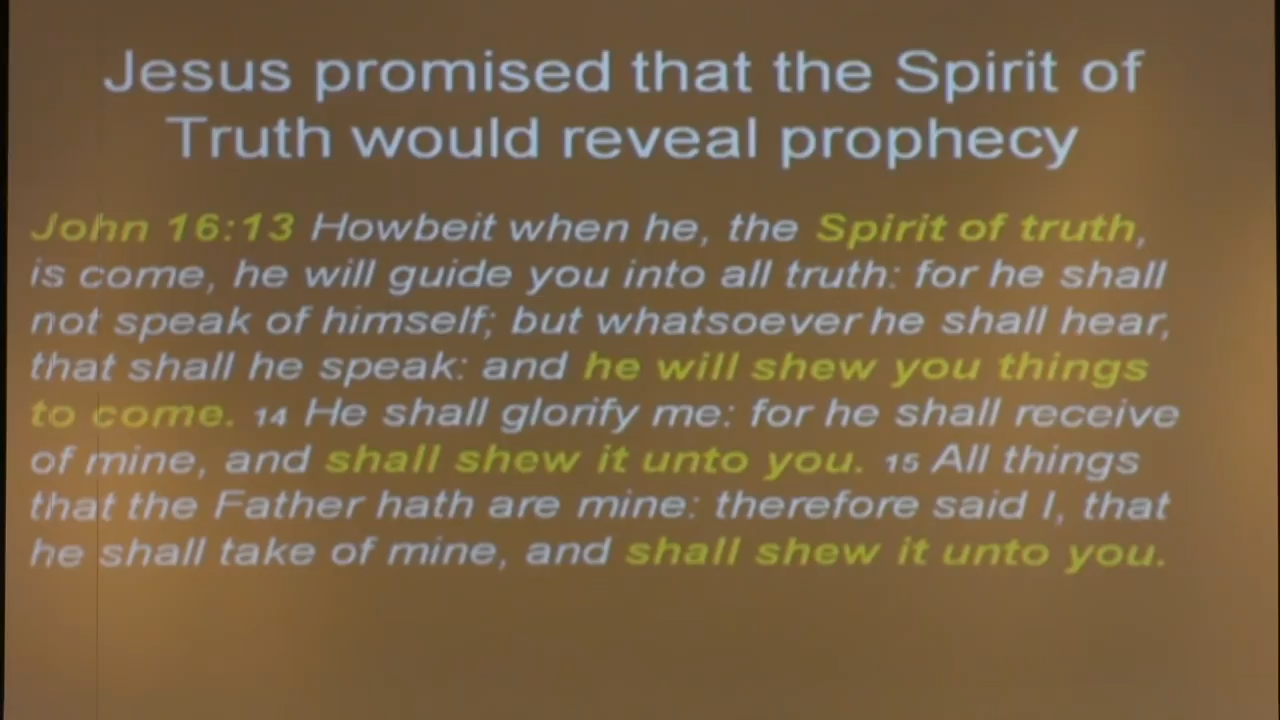 Jesus promised that the Spirit of
Truth would reveal prophecy
John 16:13 Howbeit when he, the Spirit of truth,
is come, he will guide you into all truth: for he shall
not speak of himself; but whatsoever he shall hear,
that shall he speak: and he will shew you things
to come. 14 He shall glorify me: for he shall receive
of mine, and shall shew it unto you. 15 All things
that the Father hath are mine: therefore said I, that
he shall take of mine, and shall shew it unto you.